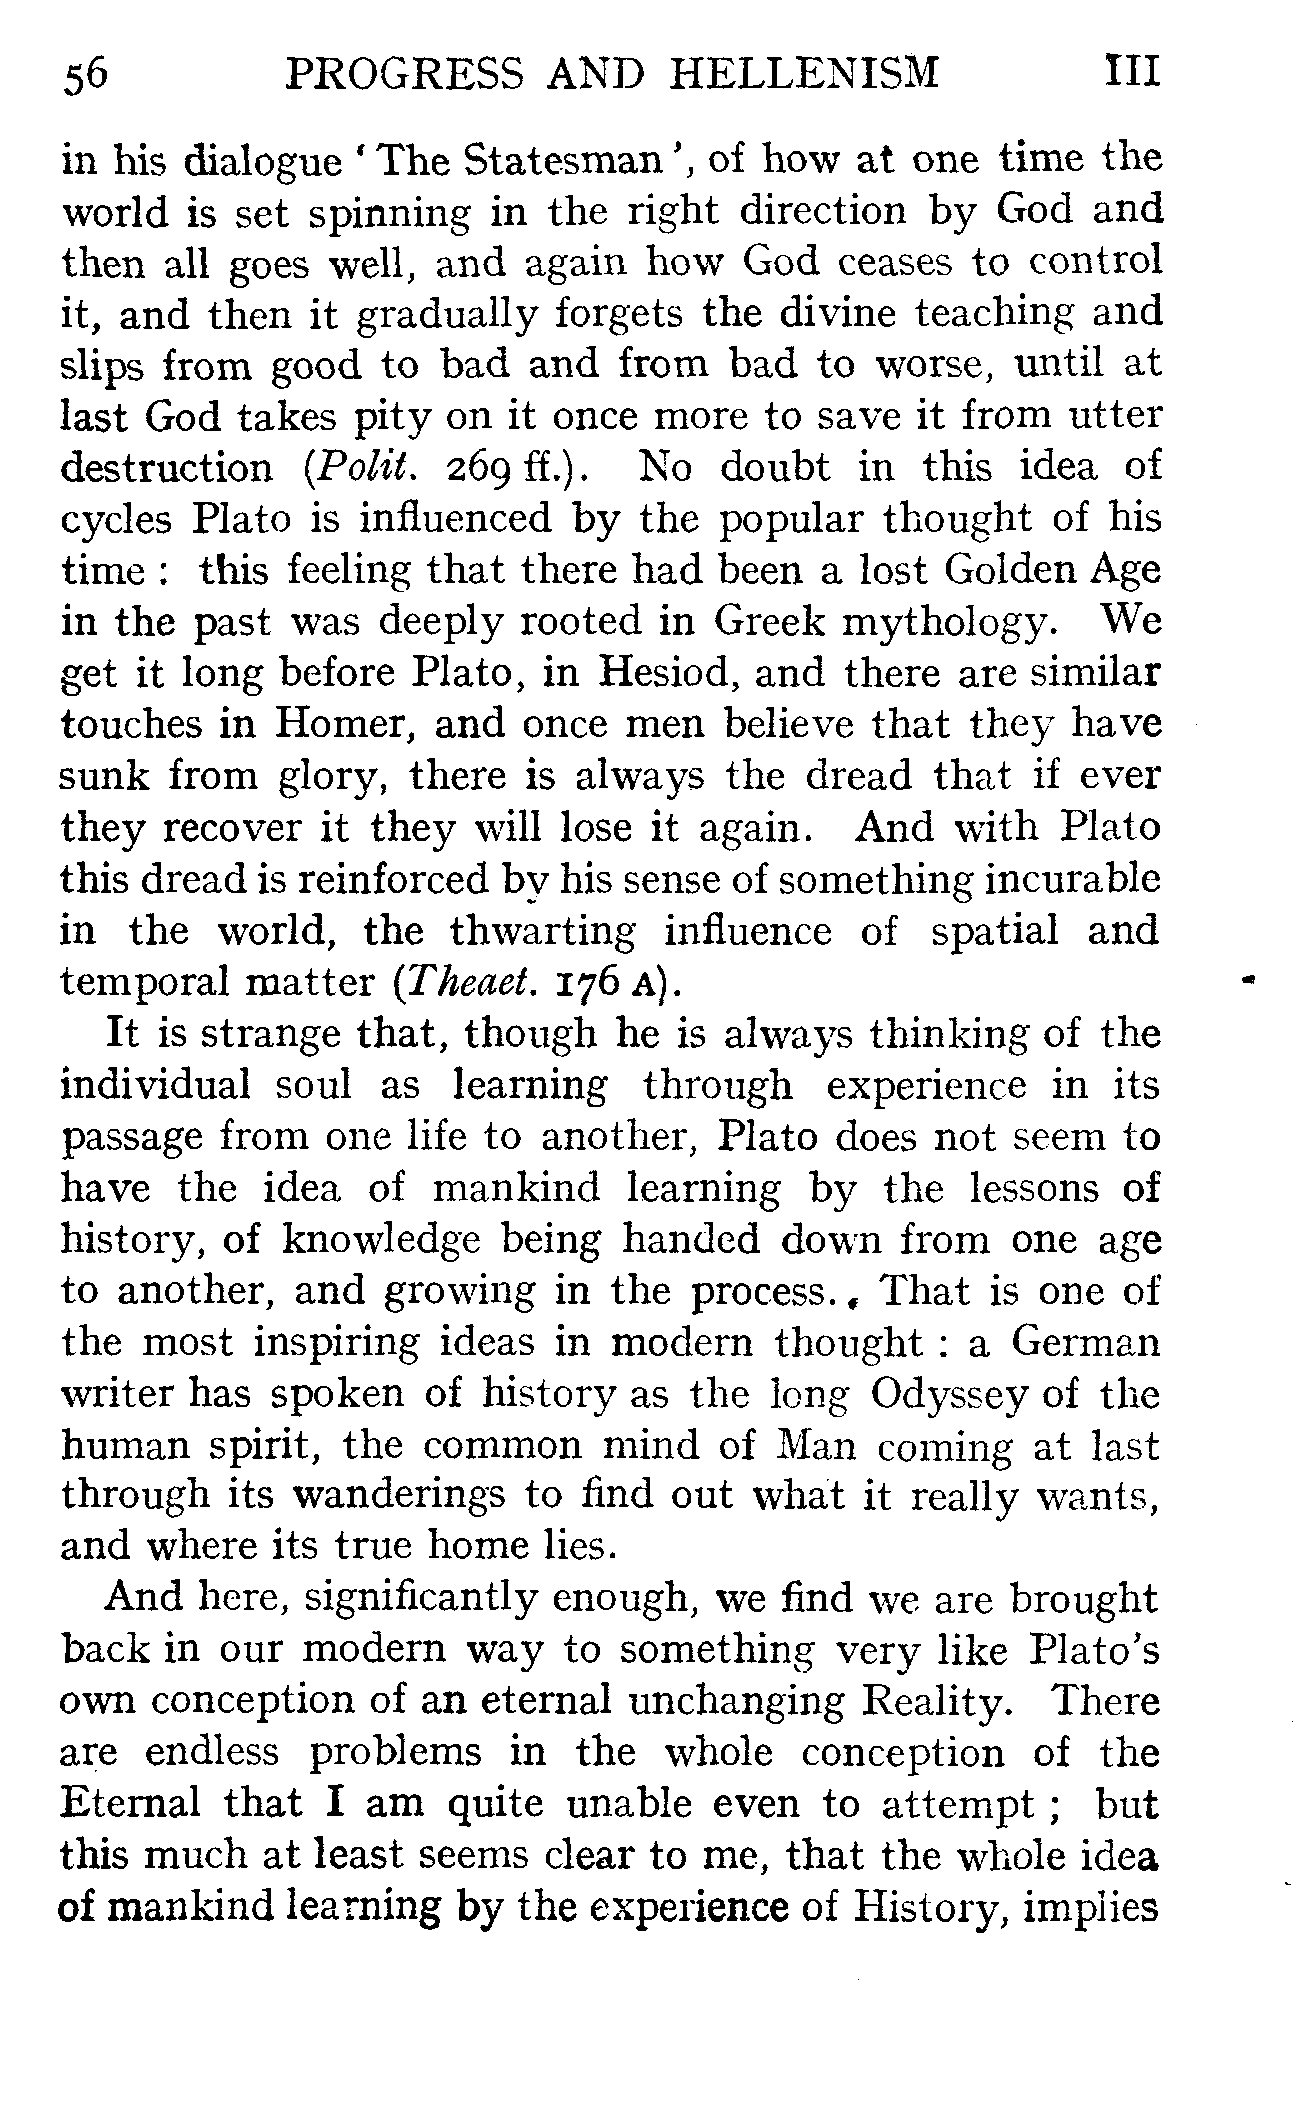 56 PROGRESS AND HELLENISM III
in his dialogue ‘ The Statesman ’, of how at one time the
world is set spinning in the right direction by God and
then all goes well, and again how God ceases to control
it, and then it gradually forgets the divine teaching and
slips from good to bad and from bad to worse, until at
last God takes pity on it once more to save it from utter
destruction (Polit. 269 ff.). No doubt in this idea of
cycles Plato is influenced by the popular thought of his
time : this feeling that there had been a lost Golden Age
in the past was deeply rooted in Greek mythology. We
get it long before Plato, in Hesiod, and there are similar
touches in Homer, and once men believe that they have
sunk from glory, there is always the dread that if ever
they recover it they will lose it again. And with Plato
this dread is reinforced by his sense of something incurable
in the world, the thwarting influence of spatial and
temporal matter (Theaet. 176 A).
It is strange that, though he is always thinking of the
individual soul as learning through experience in its
passage from one life to another, Plato does not seem to
have the idea of mankind learning by the lessons of
history, of knowledge being handed down from one age
to another, and growing in the process. That is one of
the most inspiring ideas in modern thought : a German
writer has spoken of history as the long Odyssey of the
human spirit, the common mind of Man coming at last
through its wanderings to find out what it really wants,
and where its true home lies.
And here, significantly enough, we find we are brought
back in our modern way to something very like Plato’s
own conception of an eternal unchanging Reality. There
are endless problems in the whole conception of the
Eternal that I am quite unable even to attempt ; but
this much at least seems clear to me, that the whole idea
of mankind learning by the experience of History, implies